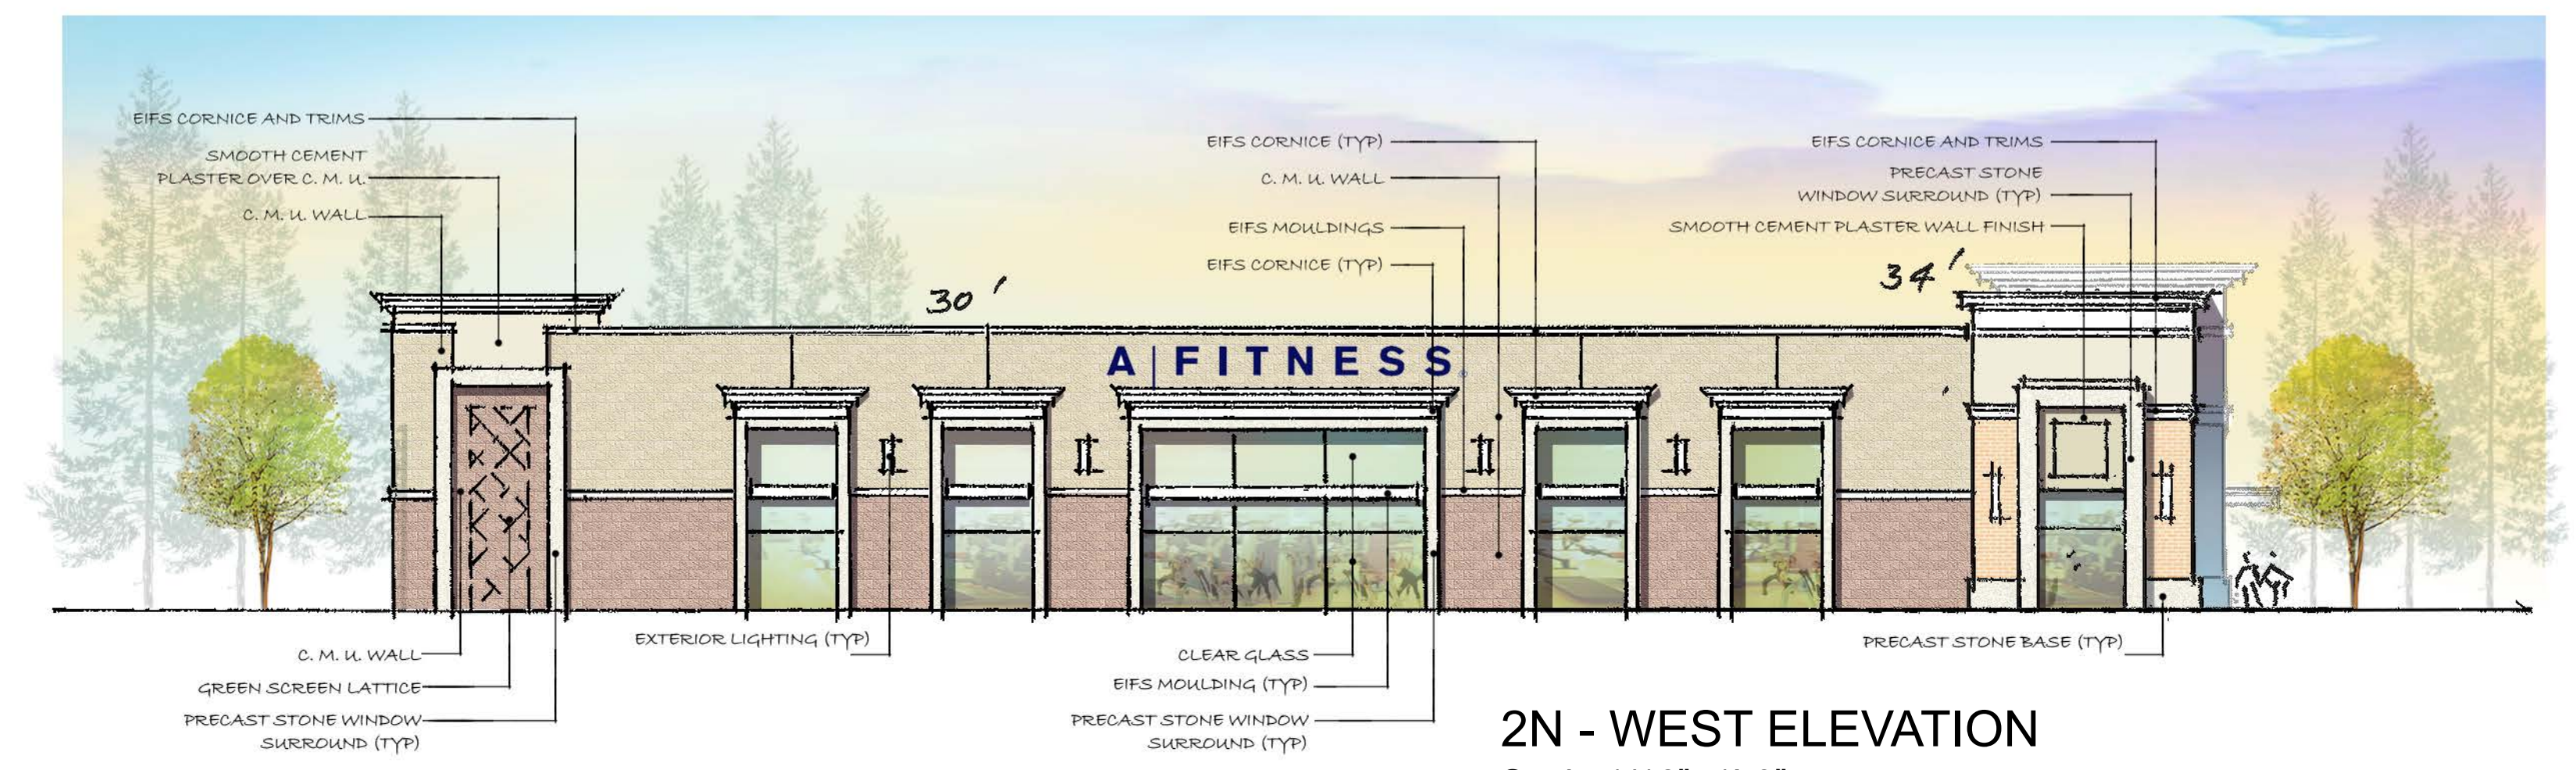 EIFS CORNICE AND TRIMS
SMOOTH CEMENT
PLASTER OVER C. M. U.
C. M. U. WALL
EIFS CORNICE (TYP)
C. M. U. WALL
EIFS MOULDINGS
EIFS CORNICE (TYP)
EIFS CORNICE AND TRIMS
PRECAST STONE
WINDOW SURROUND (TYP)
SMOOTH CEMENT PLASTER WALL FINISH
30'
34'
A|FITNESS
EXTERIOR LIGHTING (TYP)
C. M. U. WALL
GREEN SCREEN LATTICE
PRECAST STONE WINDOW
SURROUND (TYP)
CLEAR GLASS
EIFS MOULDING (TYP)
PRECAST STONE WINDOW
SURROUND (TYP)
PRECAST STONE BASE (TYP)
2N - WEST ELEVATION